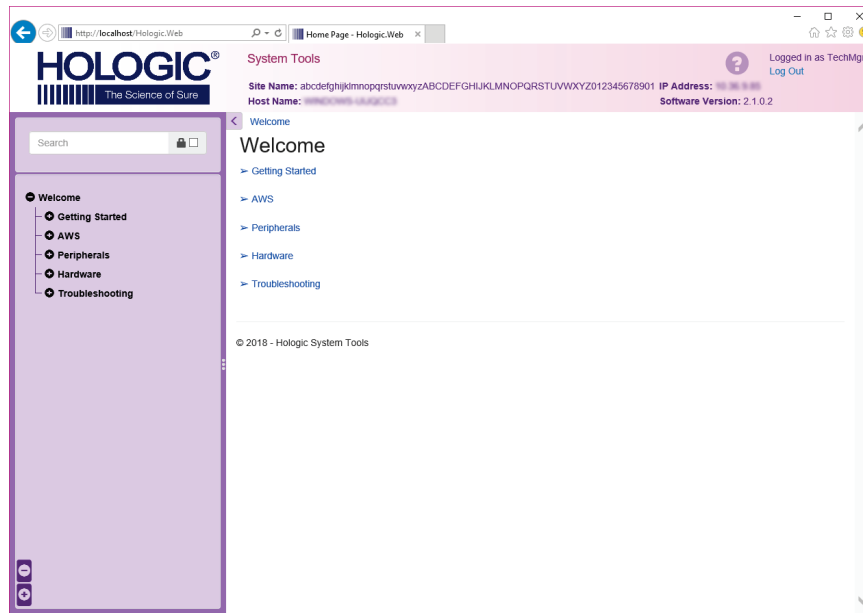 http://localhost/Hologic.Web
Home Page - Hologic.Web
HOLOGIC®
The Science of Sure
System Tools
Logged in as TechMgr
Log Out
Site Name: abcdefghijklmnopqrstuvwxyzABCDEFGHIJKLMNOPQRSTUVWXYZ012345678901 IP Address:
Host Name: Software Version: 2.1.0.2
Search
Welcome
Getting Started
AWS
Peripherals
Hardware
Troubleshooting
Welcome
Welcome
➢ Getting Started
➢ AWS
➢ Peripherals
➢ Hardware
➢ Troubleshooting
© 2018 - Hologic System Tools